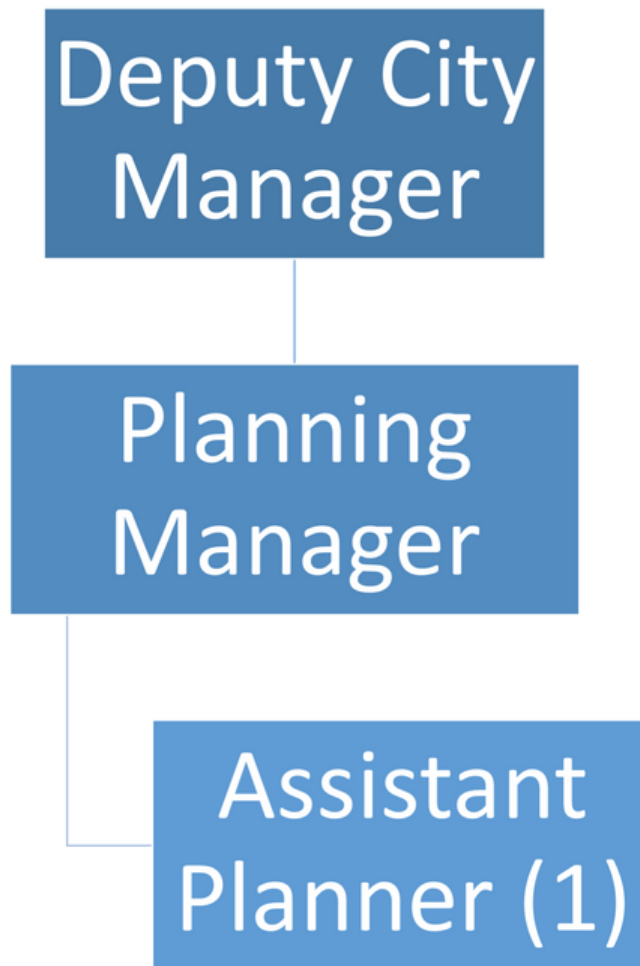 Deputy City
Manager
Planning
Manager
Assistant
Planner (1)